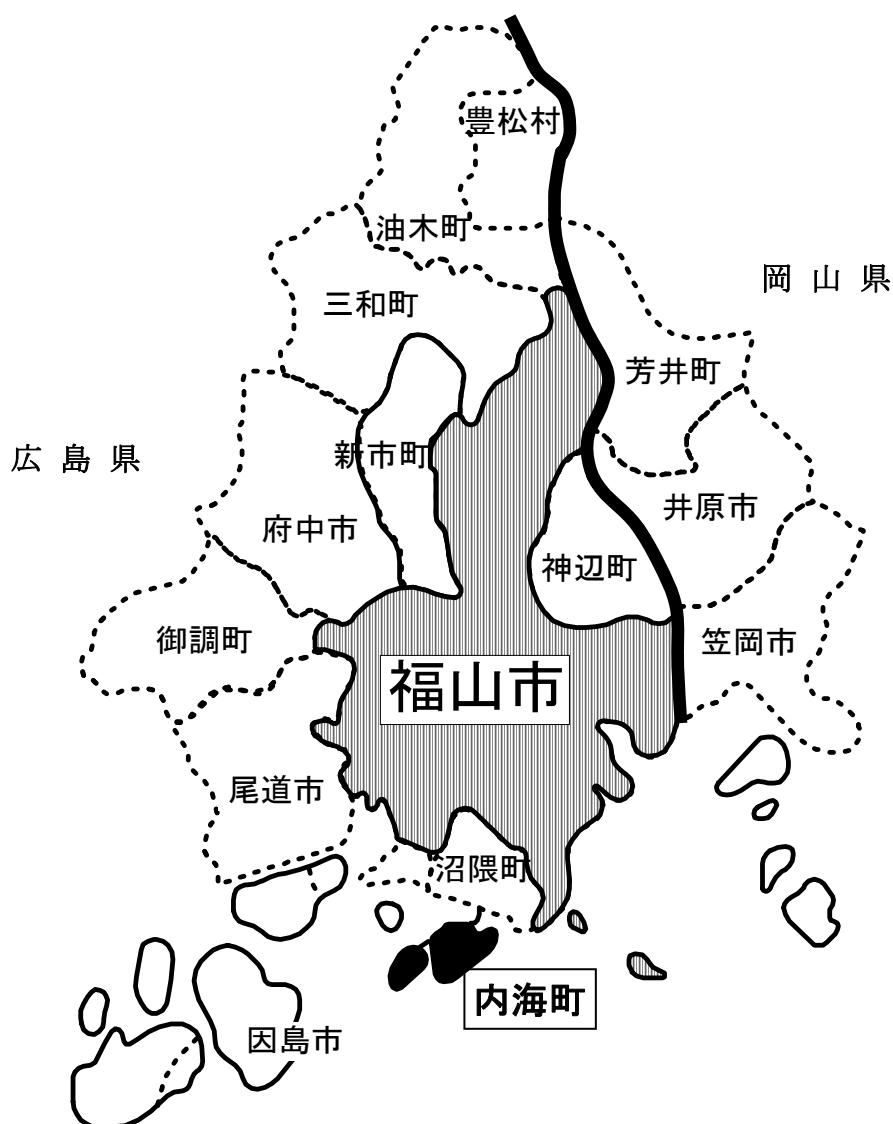 豊松村
油木町
岡山県
三和町
芳井町
新市町
広島県
井原市
府中市
神辺町
御調町
笠岡市
福山市
尾道市
沼隈町
内海町
因島市